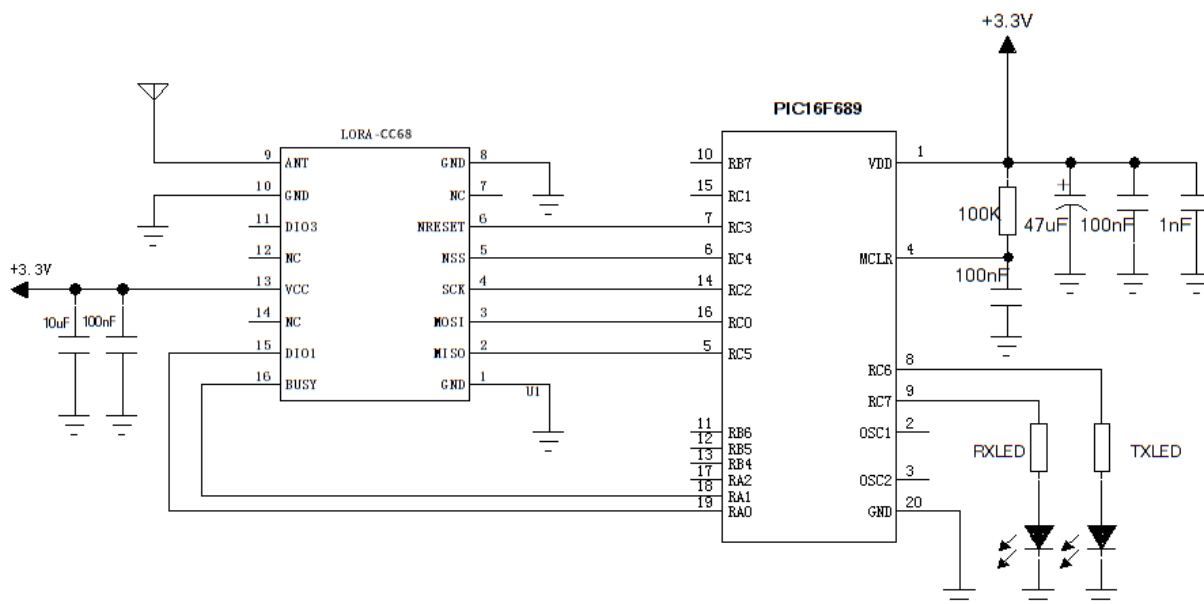 +3.3V
PIC16F689
LORA-CC68
9 ANT GND 8
10 GND NC 7
11 DIO3 NRESET 6
12 NC NSS 5
13 VCC SCK 4
14 NC MOSI 3
15 DIO1 MISO 2
16 BUSY GND 1
U1
+3.3V
10uF 100nF
10 RB7 VDD 1
15 RC1
7 RC3
6 RC4 MCLR 4
14 RC2
16 RC0
5 RC5
RC6 8
RC7 9
11 RB6 OSC1 2
12 RB5
13 RB4
17 RA2 OSC2 3
18 RA1
19 RA0 GND 20
100K
+
47uF 100nF 1nF
100nF
RXLED TXLED